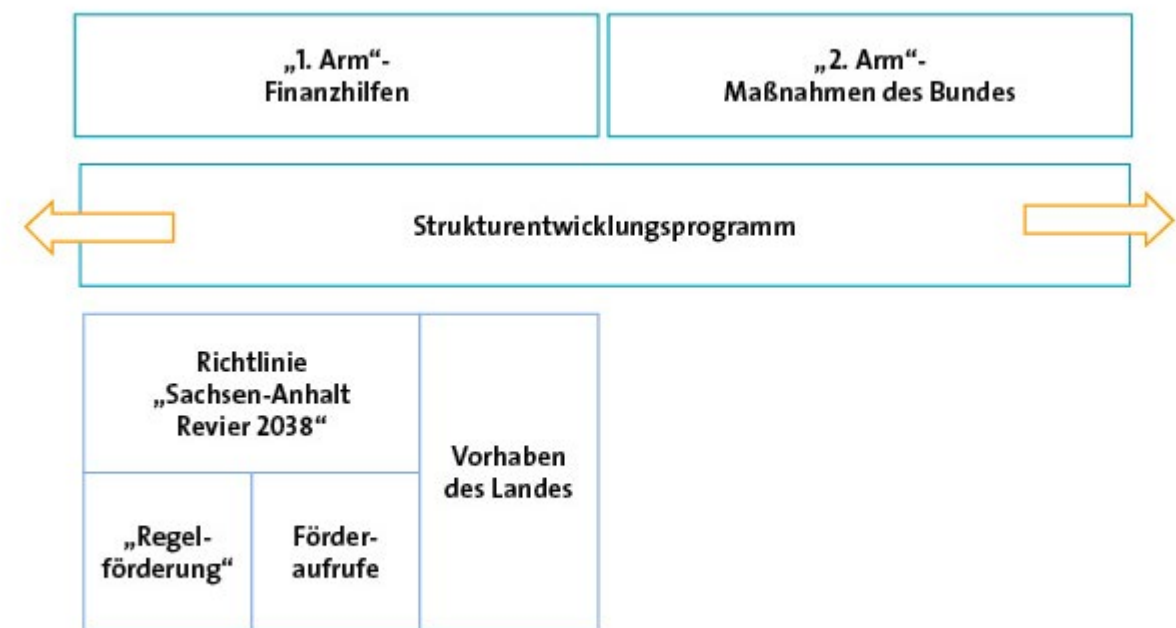 „1. Arm“-
Finanzhilfen
„2. Arm“-
Maßnahmen des Bundes
Strukturentwicklungsprogramm
Richtlinie
„Sachsen-Anhalt
Revier 2038“
Vorhaben
des Landes
„Regel-
förderung“
Förder-
aufrufe